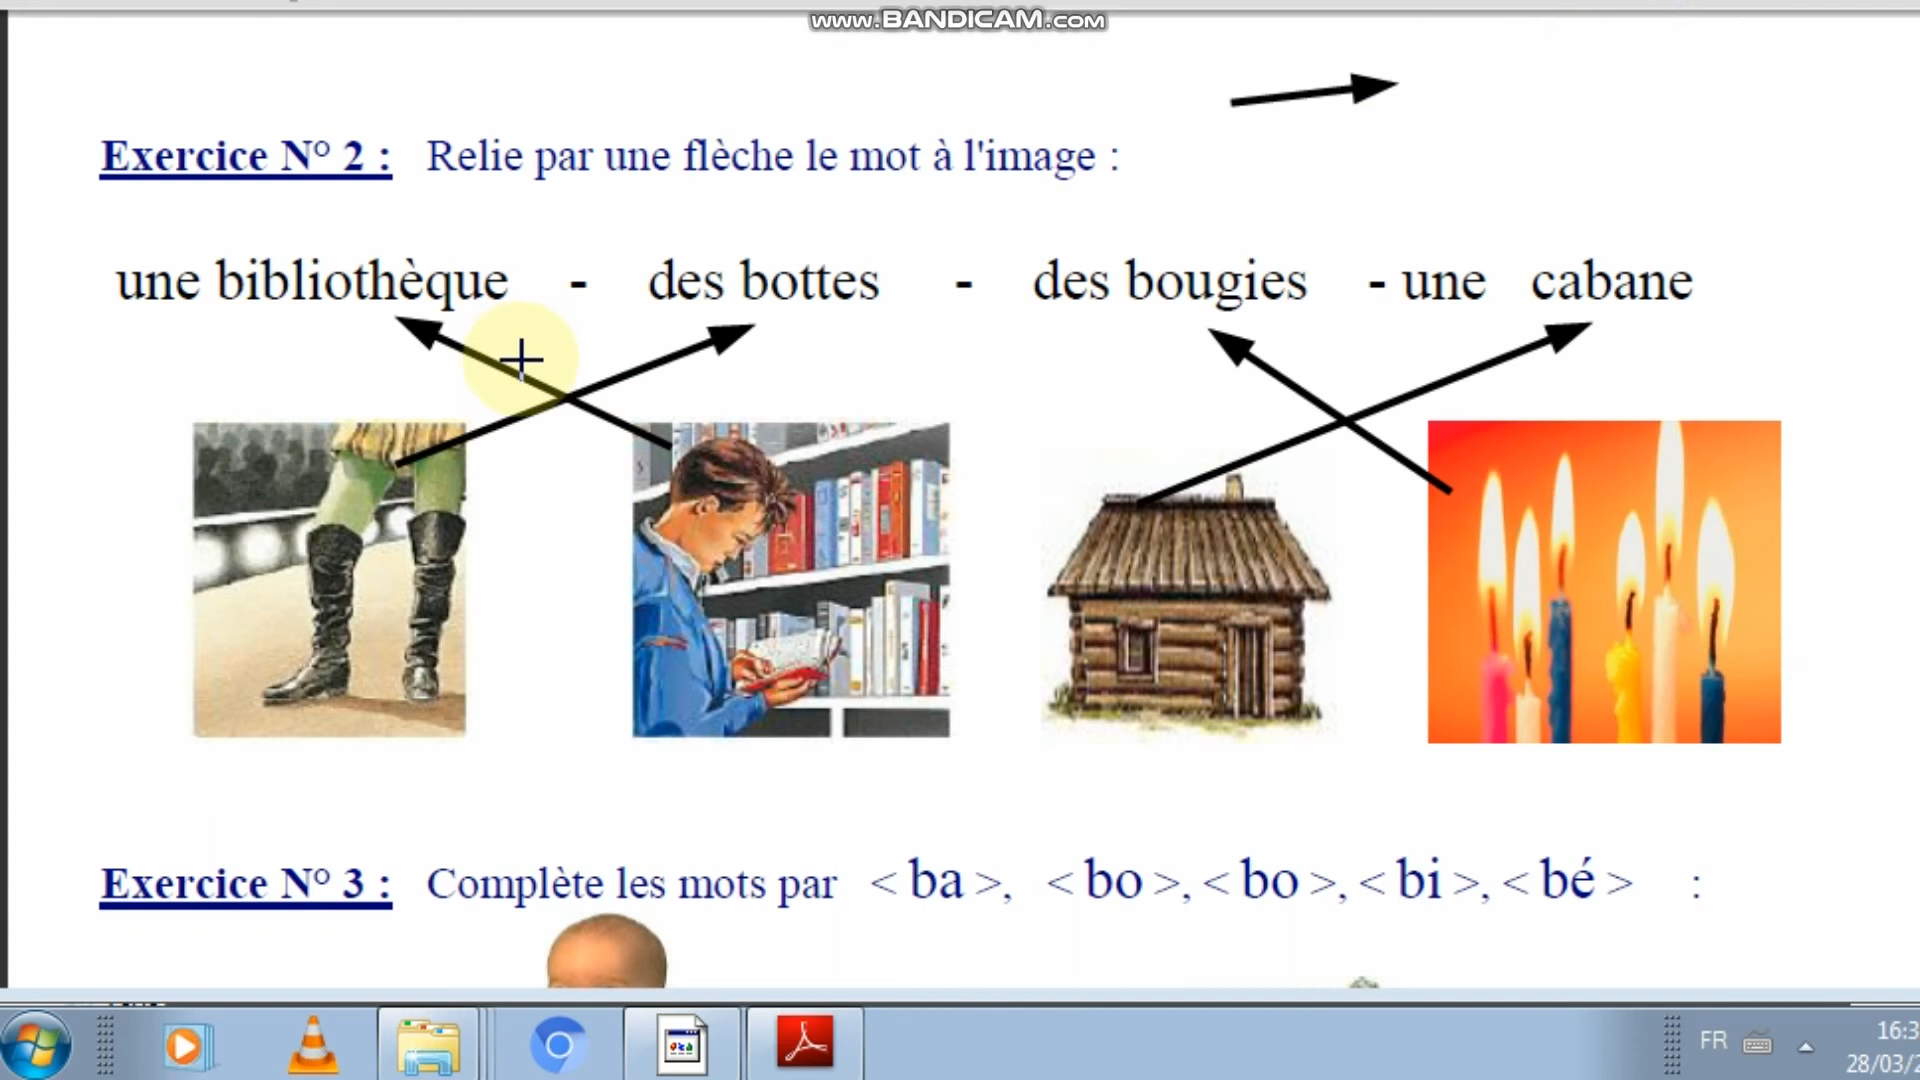 www.BANDICAM.com
Exercice N° 2 : Relie par une flèche le mot à l'image :
une bibliothèque - des bottes - des bougies - une cabane
Exercice N° 3 : Complète les mots par < ba >, < bo >, < bo >, < bi >, < bé > :
FR
16:3
28/03/2